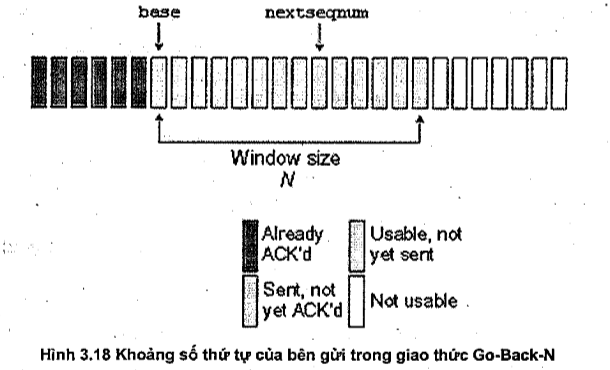 base nextseqnum
Window size
N
Already
ACK'd
Usable, not
yet sent
Sent, not
yet ACK'd
Not usable
Hình 3.18 Khoảng số thứ tự của bên gửi trong giao thức Go-Back-N